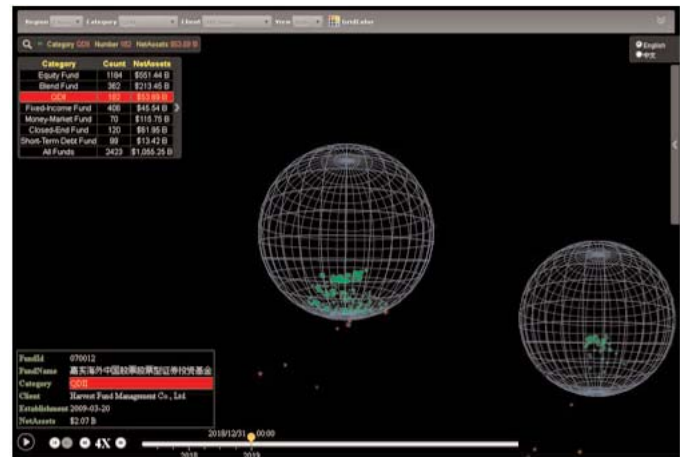 Region Category Client View GridColor
Category QDII Number 102 NetAssets $53.69 B
English
中文
Category Count NetAssets
Equity Fund 1184 $551.44 B
Blend Fund 362 $213.45 B
QDII 102 $53.69 B
Fixed-Income Fund 406 $45.54 B
Money-Market Fund 70 $115.75 B
Closed-End Fund 120 $61.95 B
Short-Term Debt Fund 99 $13.42 B
All Funds 2423 $1,055.25 B
FundId 070012
FundName 嘉实海外中国股票股票型证券投资基金
Category QDII
Client Harvest Fund Management Co., Ltd
Establishment 2009-03-20
NetAssets $2.07 B
2018/12/31 00:00
4X
2018 2019